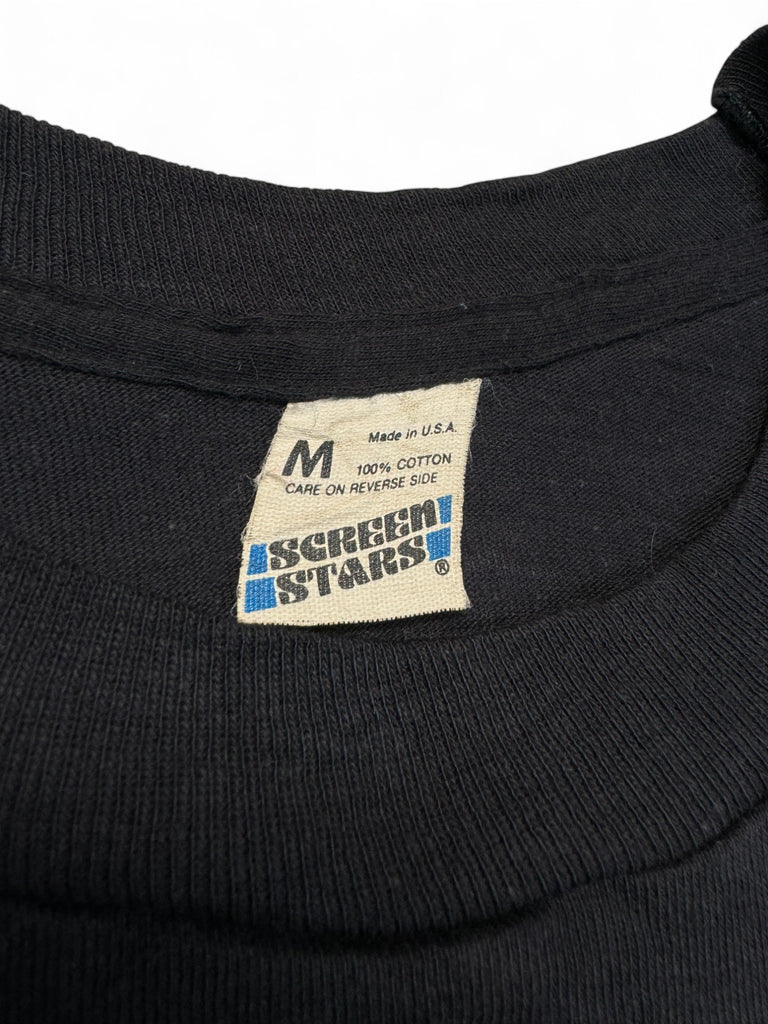 M Made in U.S.A.
100% COTTON
CARE ON REVERSE SIDE
SCREEN
STARS®